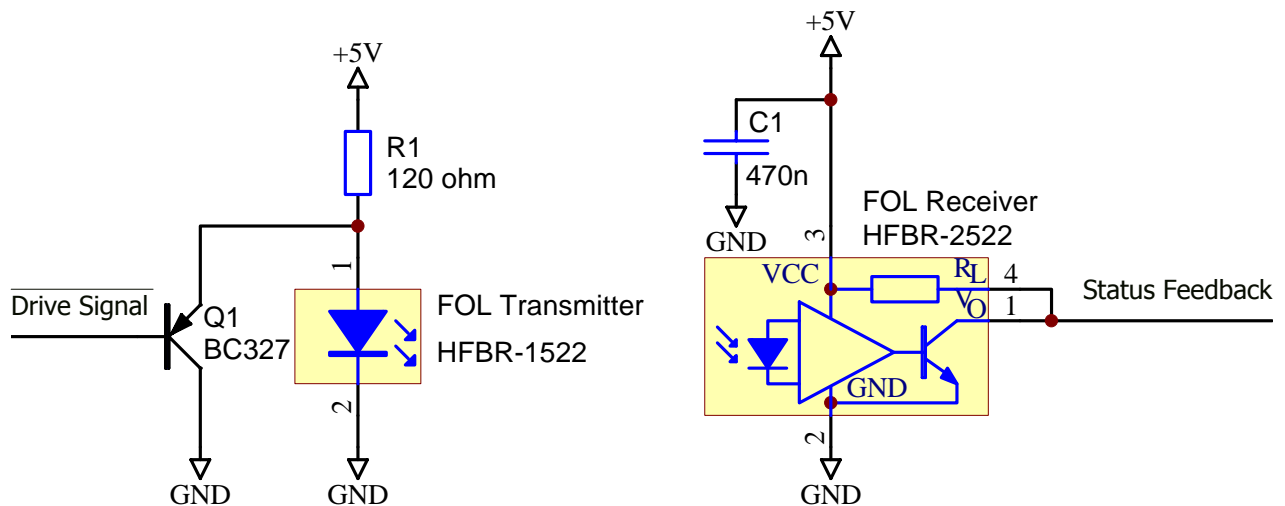 +5V
R1
120 ohm
1
Drive Signal
Q1
BC327
FOL Transmitter
HFBR-1522
2
GND
GND
+5V
C1
470n
GND
3
FOL Receiver
HFBR-2522
VCC
RL
4
VO
1
Status Feedback
GND
2
GND